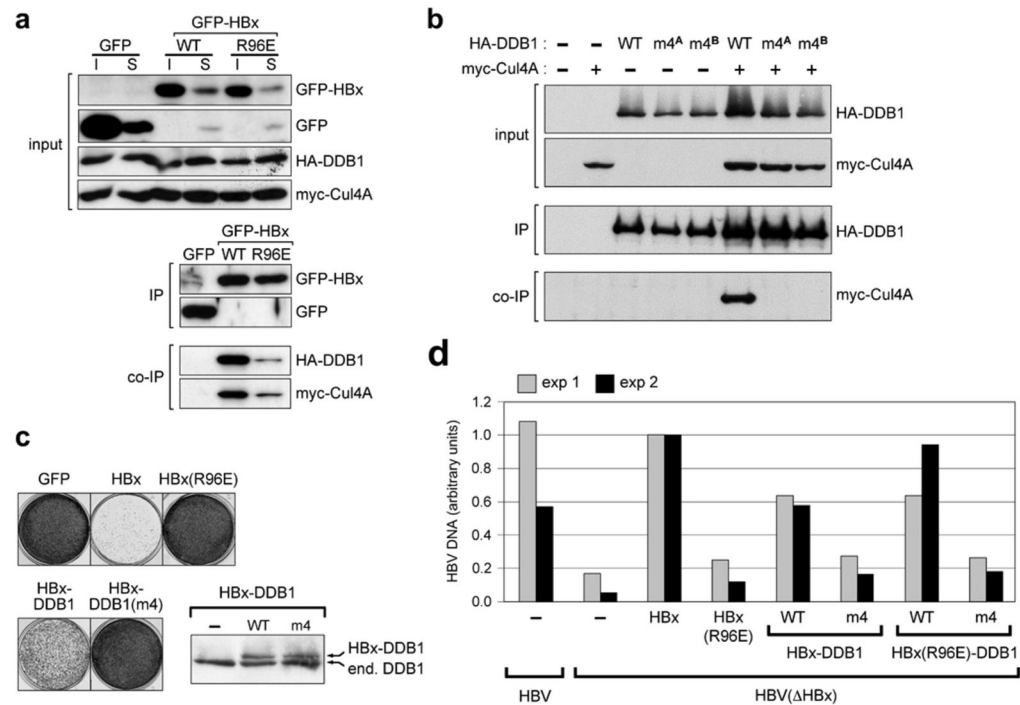 a
GFP-HBx
GFP WT R96E
I S I S I S
input
GFP-HBx
GFP
HA-DDB1
myc-Cul4A
GFP-HBx
GFP WT R96E
IP
GFP-HBx
GFP
co-IP
HA-DDB1
myc-Cul4A
b
HA-DDB1 : – – WT m4A m4B WT m4A m4B
myc-Cul4A : – + – – – + + +
input
HA-DDB1
myc-Cul4A
IP
HA-DDB1
co-IP
myc-Cul4A
c
GFP HBx HBx(R96E)
HBx-
DDB1
HBx-
DDB1(m4)
HBx-DDB1
– WT m4
HBx-DDB1
end. DDB1
d
exp 1 exp 2
HBV DNA (arbitrary units)
1.2
1.0
0.8
0.6
0.4
0.2
0.0
– – HBx HBx WT m4 WT m4
(R96E)
HBx-DDB1 HBx(R96E)-DDB1
HBV HBV(ΔHBx)